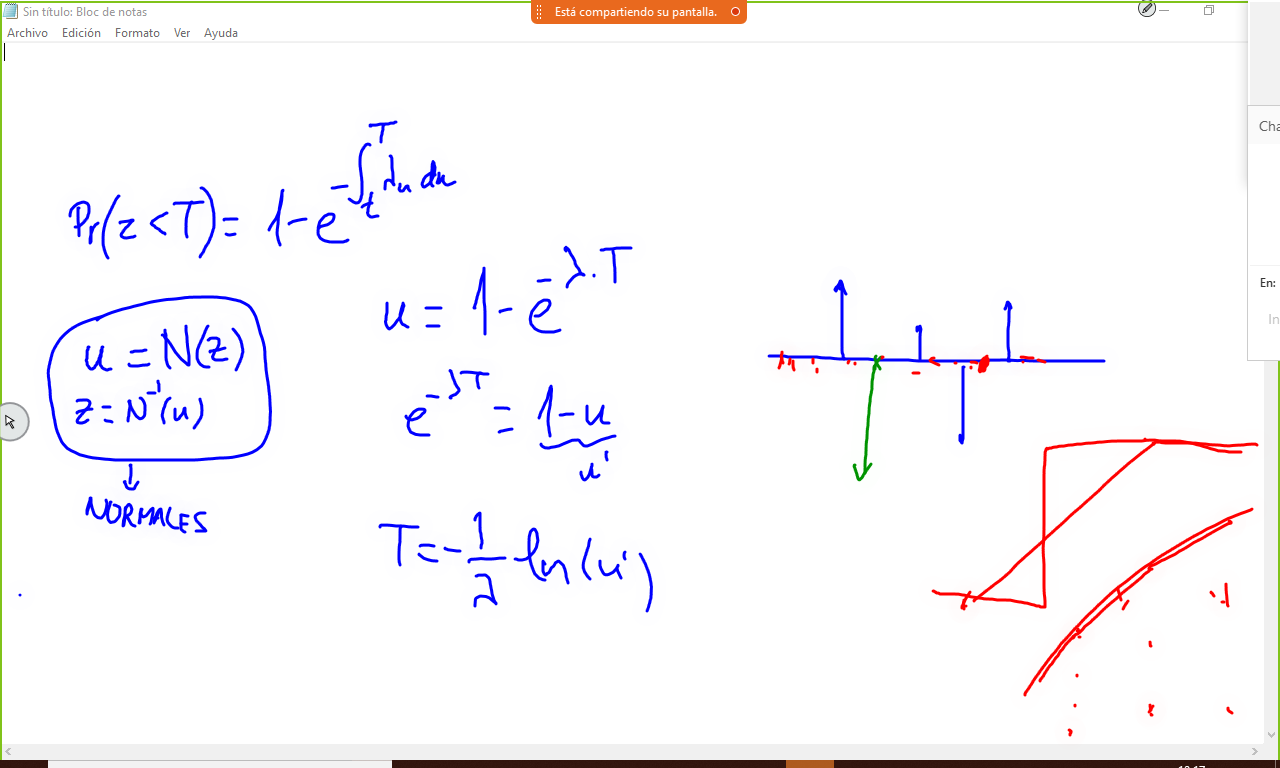 Sin título: Bloc de notas
Está compartiendo su pantalla.
Archivo Edición Formato Ver Ayuda
Cha
Pr(z < T) = 1 - e^{-∫_t^T λ_u du}
u = 1 - e^{-λ.T}
u = N(z)
z = N^{-1}(u)
NORMALES
e^{-λT} = 1 - u
u'
T = - 1/λ ln(u')
En:
In